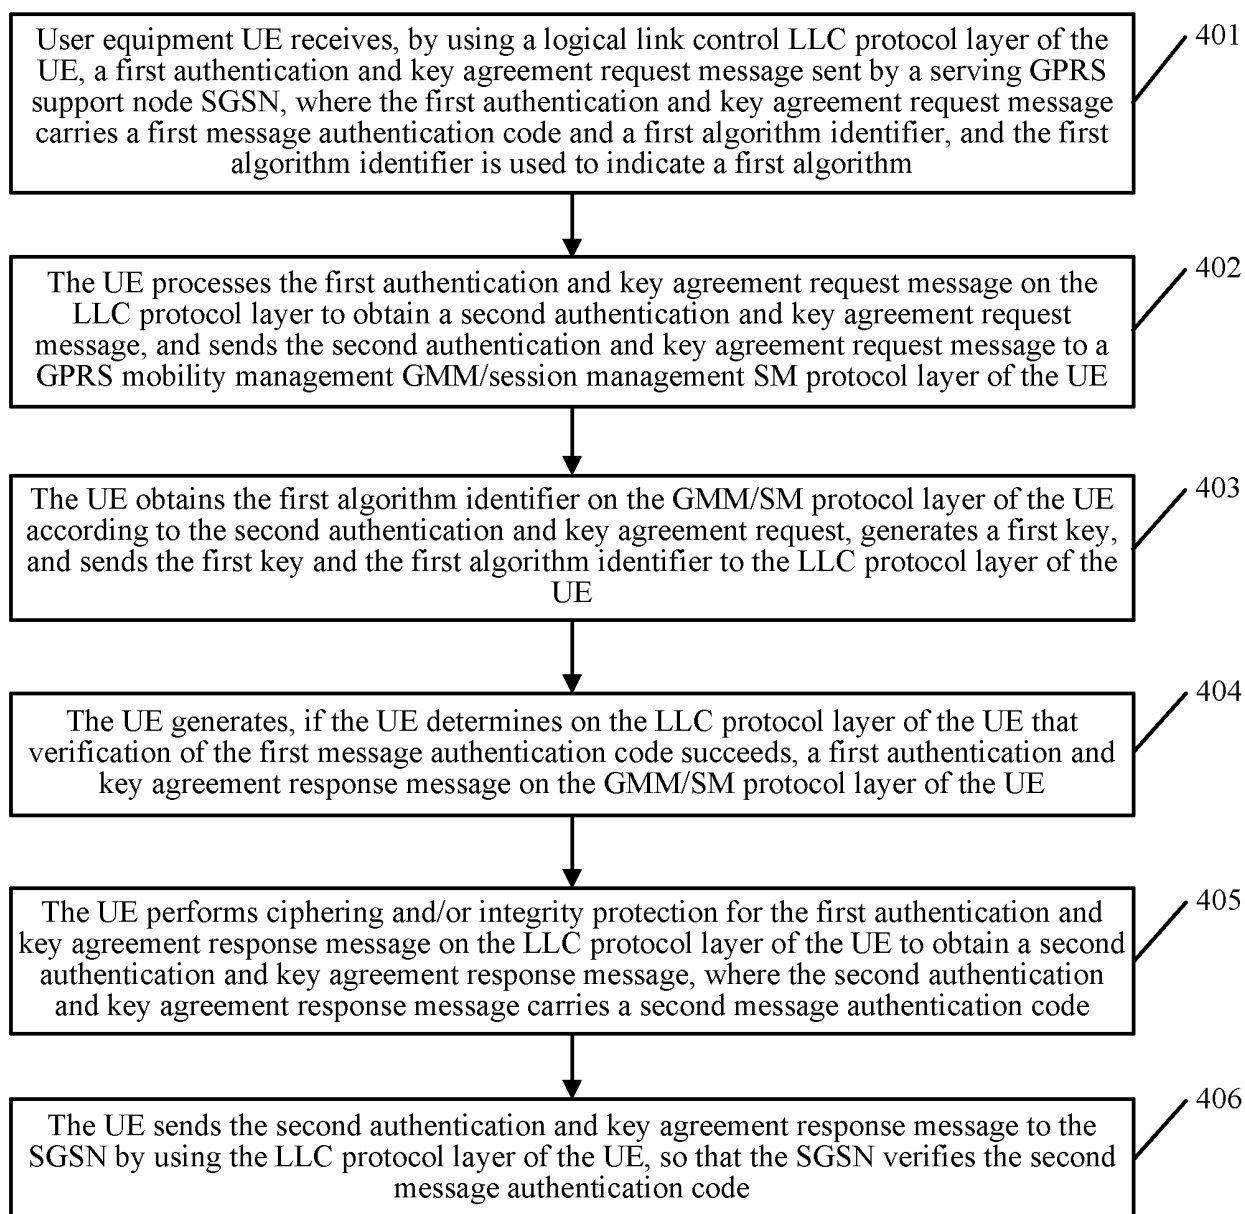 User equipment UE receives, by using a logical link control LLC protocol layer of the
UE, a first authentication and key agreement request message sent by a serving GPRS
support node SGSN, where the first authentication and key agreement request message
carries a first message authentication code and a first algorithm identifier, and the first
algorithm identifier is used to indicate a first algorithm
401
The UE processes the first authentication and key agreement request message on the
LLC protocol layer to obtain a second authentication and key agreement request
message, and sends the second authentication and key agreement request message to a
GPRS mobility management GMM/session management SM protocol layer of the UE
402
The UE obtains the first algorithm identifier on the GMM/SM protocol layer of the UE
according to the second authentication and key agreement request, generates a first key,
and sends the first key and the first algorithm identifier to the LLC protocol layer of the
UE
403
The UE generates, if the UE determines on the LLC protocol layer of the UE that
verification of the first message authentication code succeeds, a first authentication and
key agreement response message on the GMM/SM protocol layer of the UE
404
The UE performs ciphering and/or integrity protection for the first authentication and
key agreement response message on the LLC protocol layer of the UE to obtain a second
authentication and key agreement response message, where the second authentication
and key agreement response message carries a second message authentication code
405
The UE sends the second authentication and key agreement response message to the
SGSN by using the LLC protocol layer of the UE, so that the SGSN verifies the second
message authentication code
406